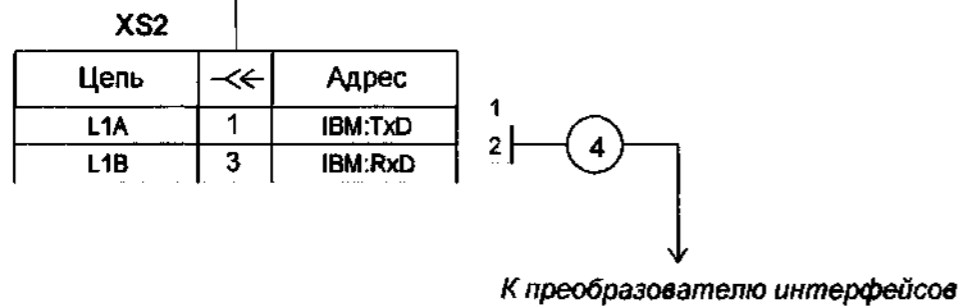 XS2
Цепь Адрес
L1A 1 IBM:TxD
L1B 3 IBM:RxD
1
2
4
К преобразователю интерфейсов